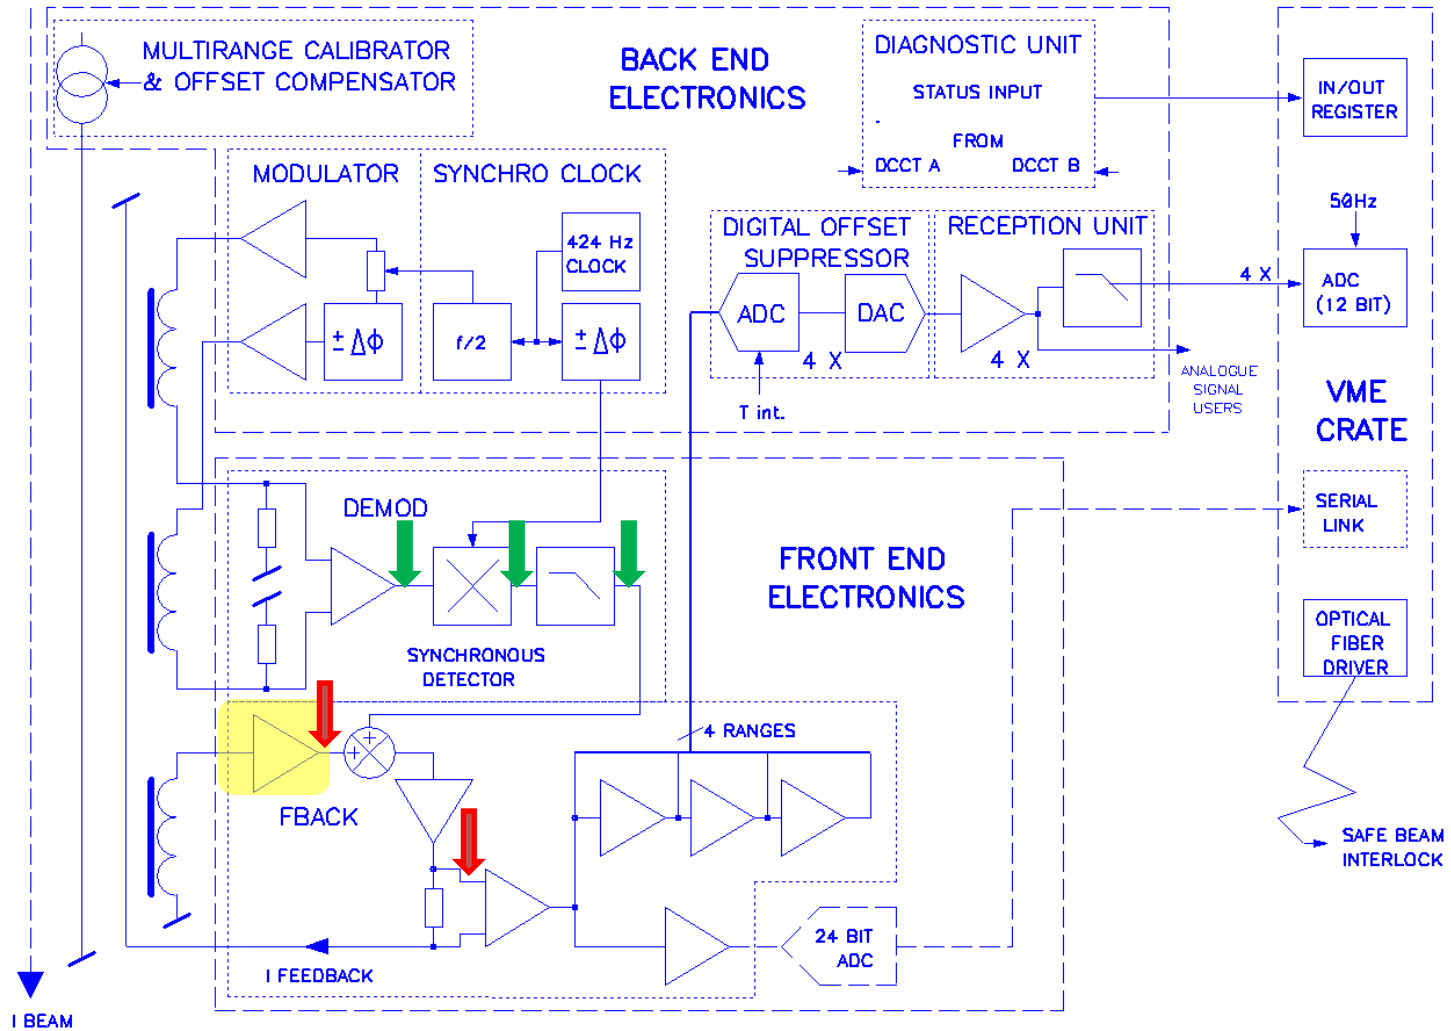 MULTIRANGE CALIBRATOR
& OFFSET COMPENSATOR
BACK END
ELECTRONICS
DIAGNOSTIC UNIT
STATUS INPUT
FROM
DCCT A
DCCT B
IN/OUT
REGISTER
MODULATOR
SYNCHRO CLOCK
424 Hz
CLOCK
f/2
± Δϕ
± Δϕ
DIGITAL OFFSET
SUPPRESSOR
ADC
DAC
4 X
T int.
RECEPTION UNIT
4 X
4 X
50Hz
ADC
(12 BIT)
ANALOGUE
SIGNAL
USERS
VME
CRATE
SERIAL
LINK
OPTICAL
FIBER
DRIVER
SAFE BEAM
INTERLOCK
DEMOD
SYNCHRONOUS
DETECTOR
FRONT END
ELECTRONICS
4 RANGES
+
+
FBACK
24 BIT
ADC
I FEEDBACK
I BEAM